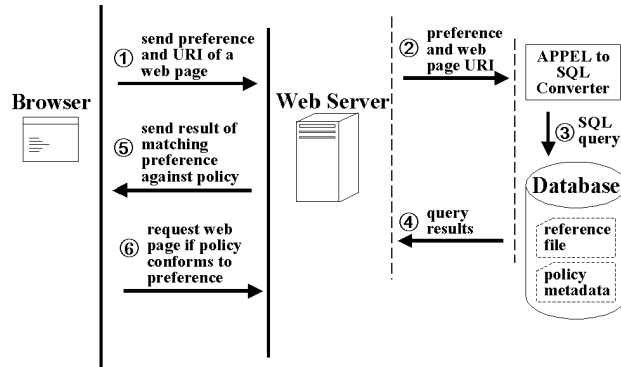 ① send preference
and URI of a
web page
② preference
and web
page URI
APPEL to
SQL
Converter
Browser
Web Server
③ SQL
query
⑤ send result of
matching
preference
against policy
Database
④ query
results
reference
file
⑥ request web
page if policy
conforms to
preference
policy
metadata